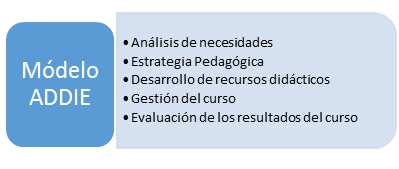 Módelo
ADDIE
• Análisis de necesidades
• Estrategia Pedagógica
• Desarrollo de recursos didácticos
• Gestión del curso
• Evaluación de los resultados del curso